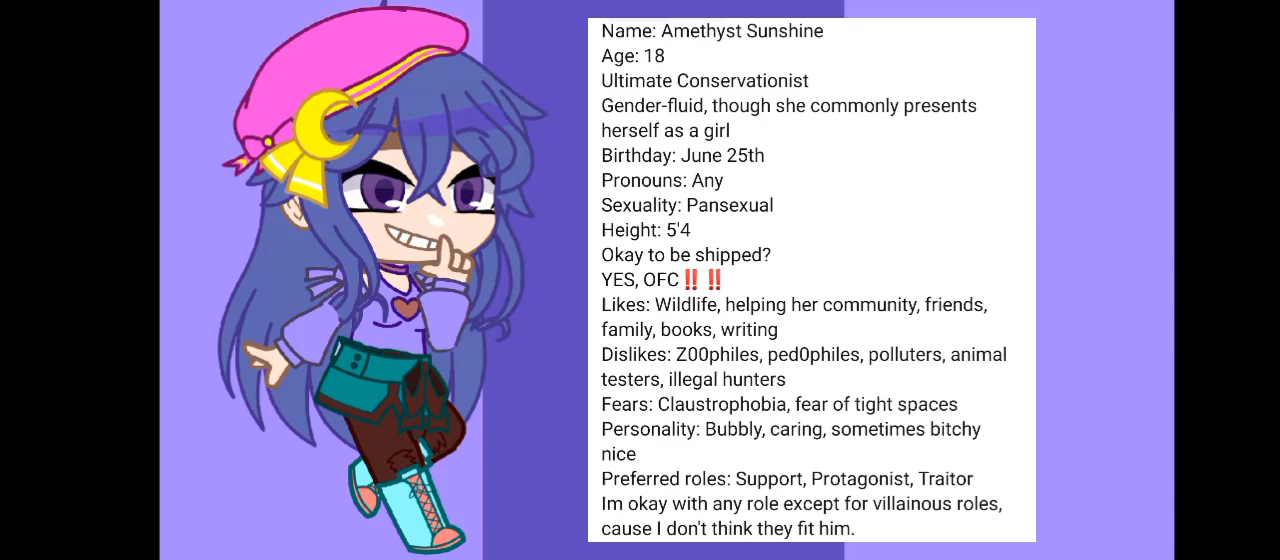 Name: Amethyst Sunshine
Age: 18
Ultimate Conservationist
Gender-fluid, though she commonly presents
herself as a girl
Birthday: June 25th
Pronouns: Any
Sexuality: Pansexual
Height: 5'4
Okay to be shipped?
YES, OFC‼️ ‼️
Likes: Wildlife, helping her community, friends,
family, books, writing
Dislikes: Z00philes, ped0philes, polluters, animal
testers, illegal hunters
Fears: Claustrophobia, fear of tight spaces
Personality: Bubbly, caring, sometimes bitchy
nice
Preferred roles: Support, Protagonist, Traitor
Im okay with any role except for villainous roles,
cause I don't think they fit him.